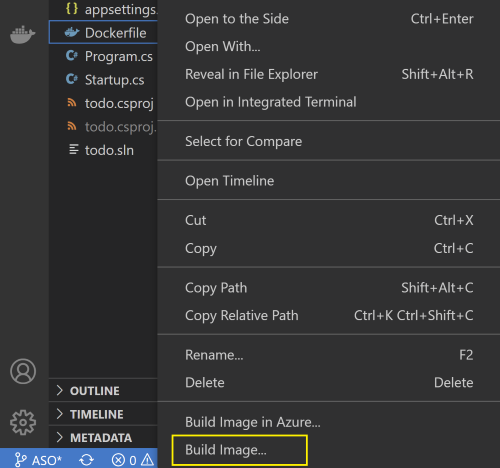 { } appsettings.
Dockerfile
C# Program.cs
C# Startup.cs
todo.csproj
todo.csproj.
todo.sln
OUTLINE
TIMELINE
METADATA
ASO* 0
Open to the Side Ctrl+Enter
Open With...
Reveal in File Explorer Shift+Alt+R
Open in Integrated Terminal
Select for Compare
Open Timeline
Cut Ctrl+X
Copy Ctrl+C
Copy Path Shift+Alt+C
Copy Relative Path Ctrl+K Ctrl+Shift+C
Rename... F2
Delete Delete
Build Image in Azure...
Build Image...